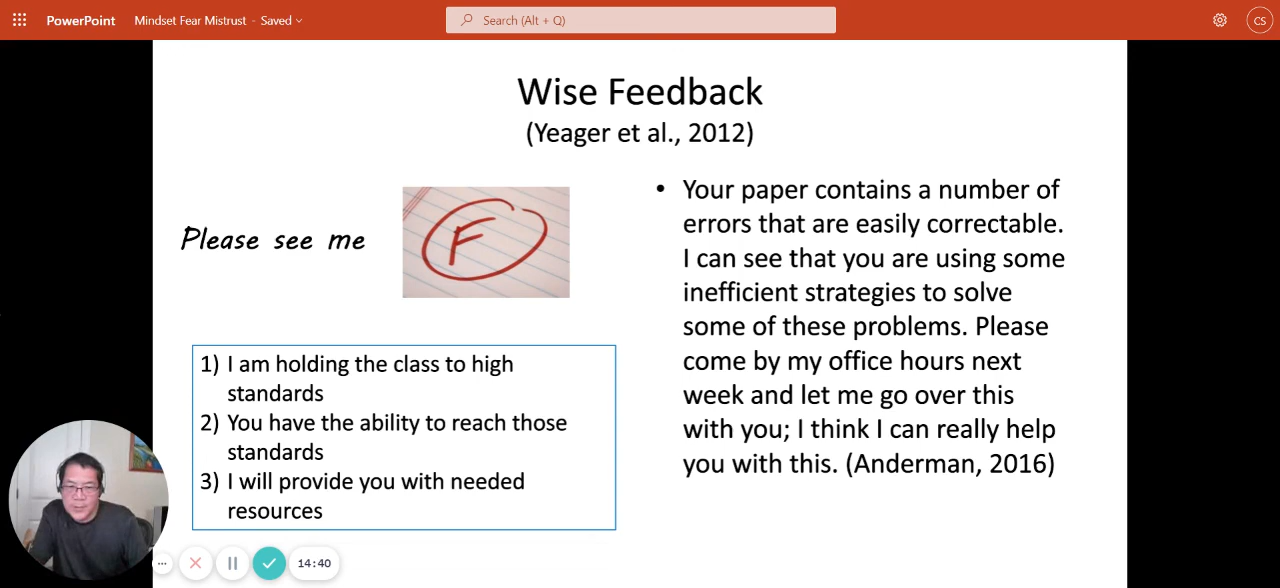 PowerPoint Mindset Fear Mistrust - Saved
Search (Alt + Q)
CS
Wise Feedback
(Yeager et al., 2012)
Please see me
F
1) I am holding the class to high
standards
2) You have the ability to reach those
standards
3) I will provide you with needed
resources
• Your paper contains a number of
errors that are easily correctable.
I can see that you are using some
inefficient strategies to solve
some of these problems. Please
come by my office hours next
week and let me go over this
with you; I think I can really help
you with this. (Anderman, 2016)
14:40